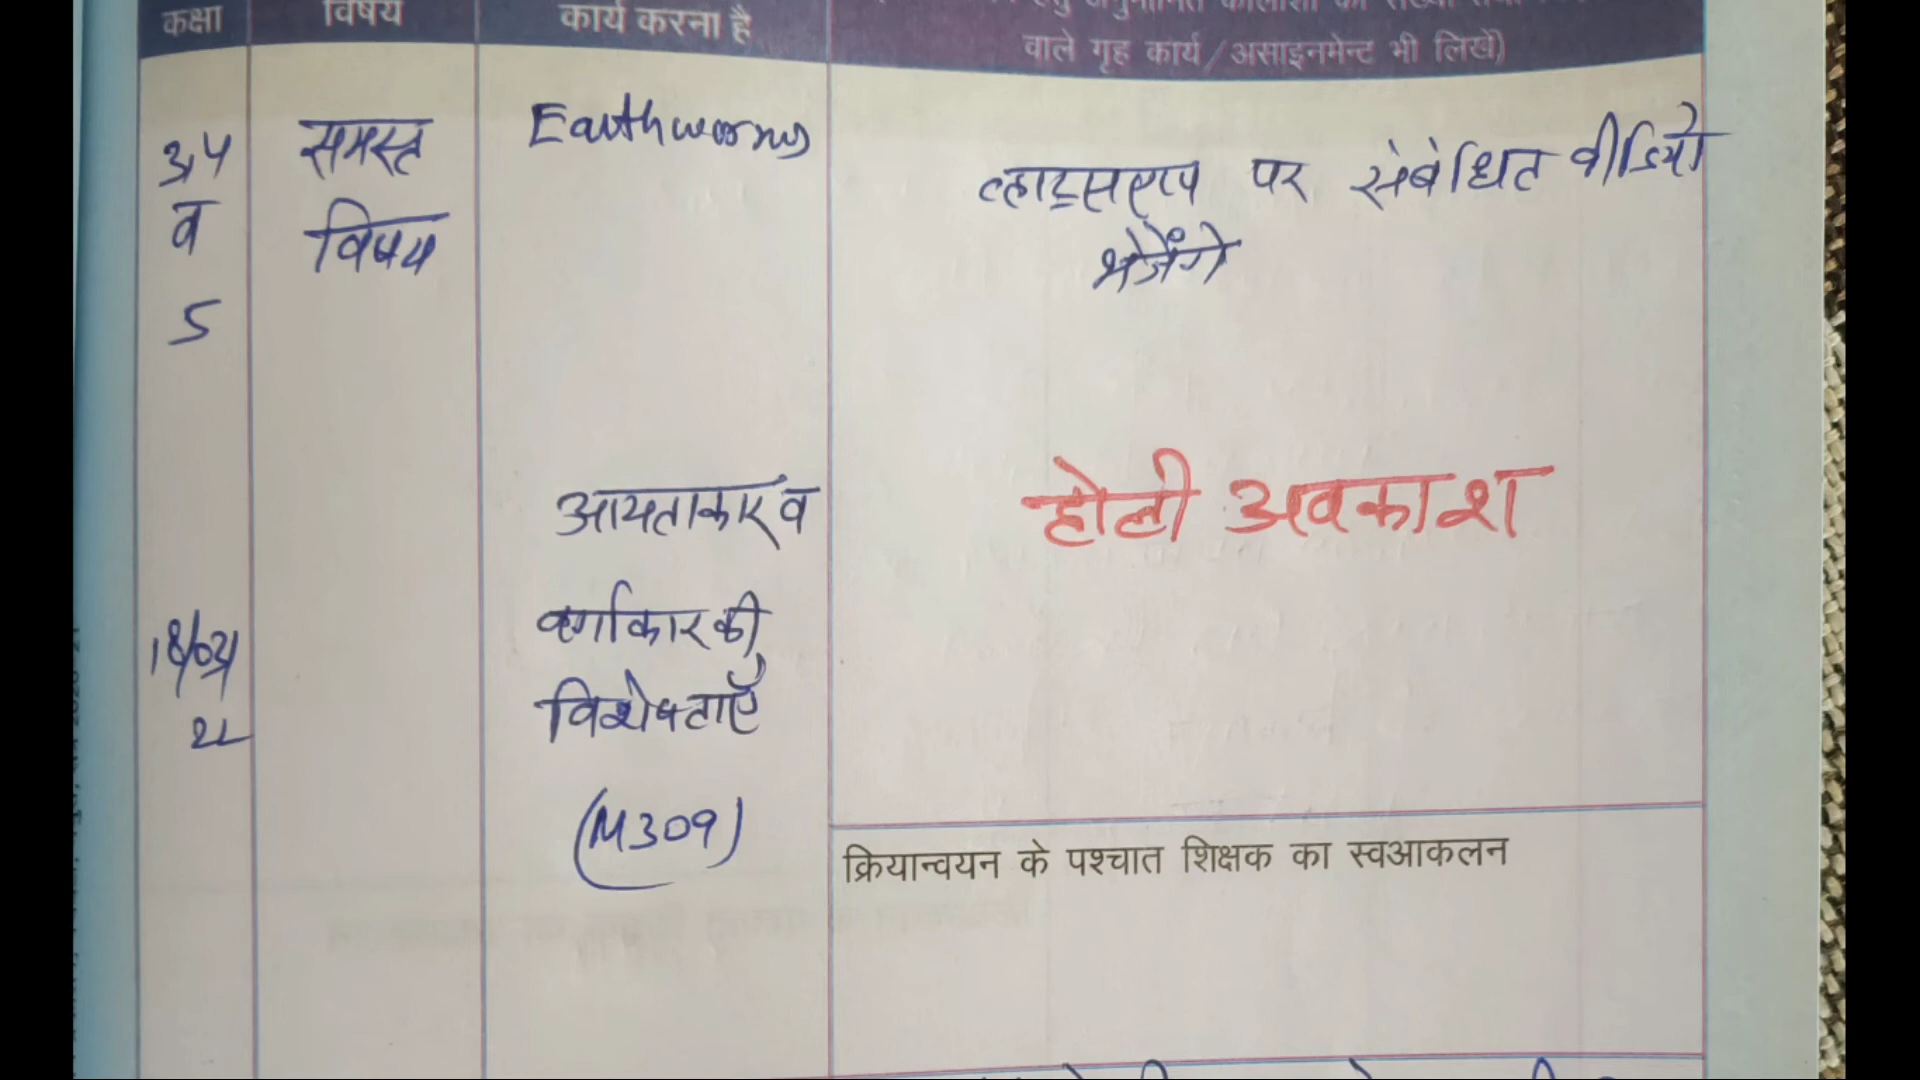 कक्षा
विषय
कार्य करना है
वाले गृह कार्य/असाइनमेन्ट भी लिखें)
3,4
व
5
समस्त
विषय
Earthworms
व्हाट्सएप पर संबंधित वीडियो
भेजेंगे
आयताकार व
वर्गाकार की
विशेषताएँ
(M309)
होली अवकाश
18/03/
22
क्रियान्वयन के पश्चात शिक्षक का स्वआकलन